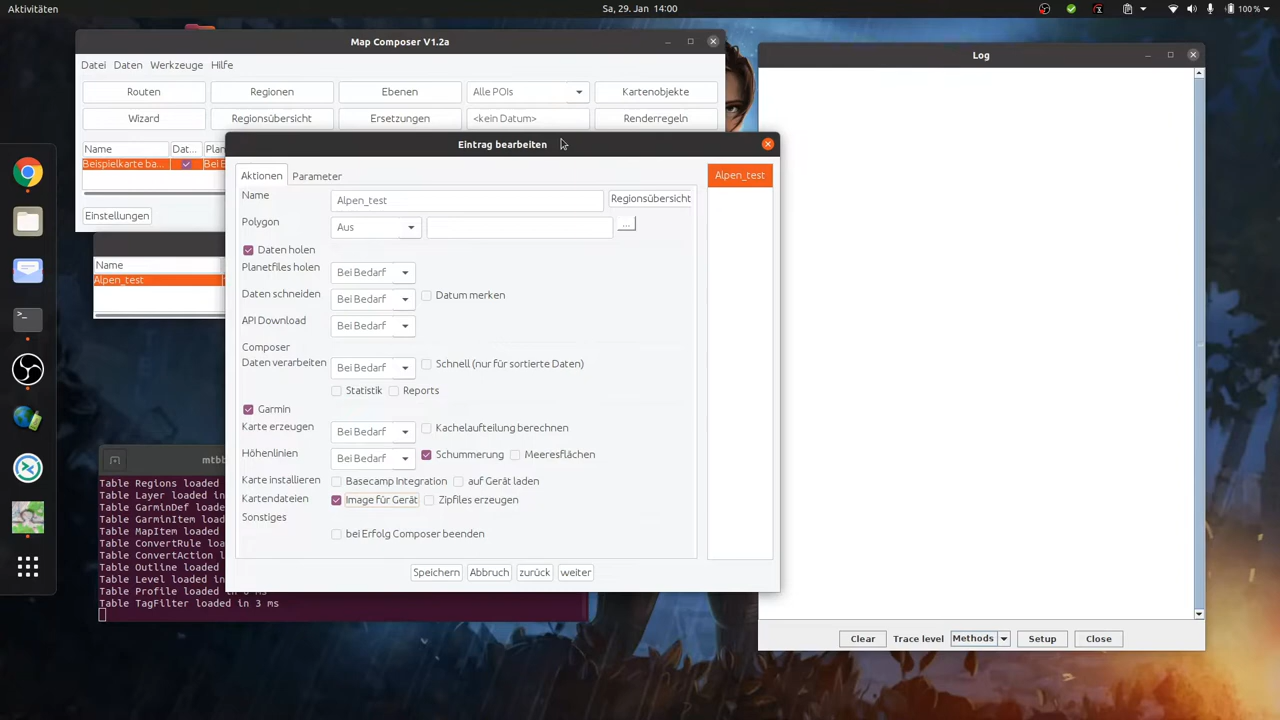 Aktivitäten
Sa, 29. Jan 14:00
100 %
Map Composer V1.2a
Datei Daten Werkzeuge Hilfe
Routen Regionen Ebenen Alle POIs Kartenobjekte
Wizard Regionsübersicht Ersetzungen <kein Datum> Renderregeln
Name Dat...
Beispielkarte ba...
Einstellungen
Name
Alpen_test
Eintrag bearbeiten
Aktionen Parameter
Name Alpen_test Regionsübersicht
Polygon Aus ...
Daten holen
Planetfiles holen Bei Bedarf
Daten schneiden Bei Bedarf Datum merken
API Download Bei Bedarf
Composer
Daten verarbeiten Bei Bedarf Schnell (nur für sortierte Daten)
Statistik Reports
Garmin
Karte erzeugen Bei Bedarf Kachelaufteilung berechnen
Höhenlinien Bei Bedarf Schummerung Meeresflächen
Karte installieren Basecamp Integration auf Gerät laden
Kartendateien Image für Gerät Zipfiles erzeugen
Sonstiges
bei Erfolg Composer beenden
Speichern Abbruch zurück weiter
Alpen_test
Table Regions loaded
Table Layer loaded in
Table GarminDef loaded
Table GarminItem loaded
Table MapItem loaded
Table ConvertRule
Table ConvertAction
Table Outline loaded
Table Level loaded
Table Profile loaded in
Table TagFilter loaded in 3 ms
Log
Clear Trace level Methods Setup Close